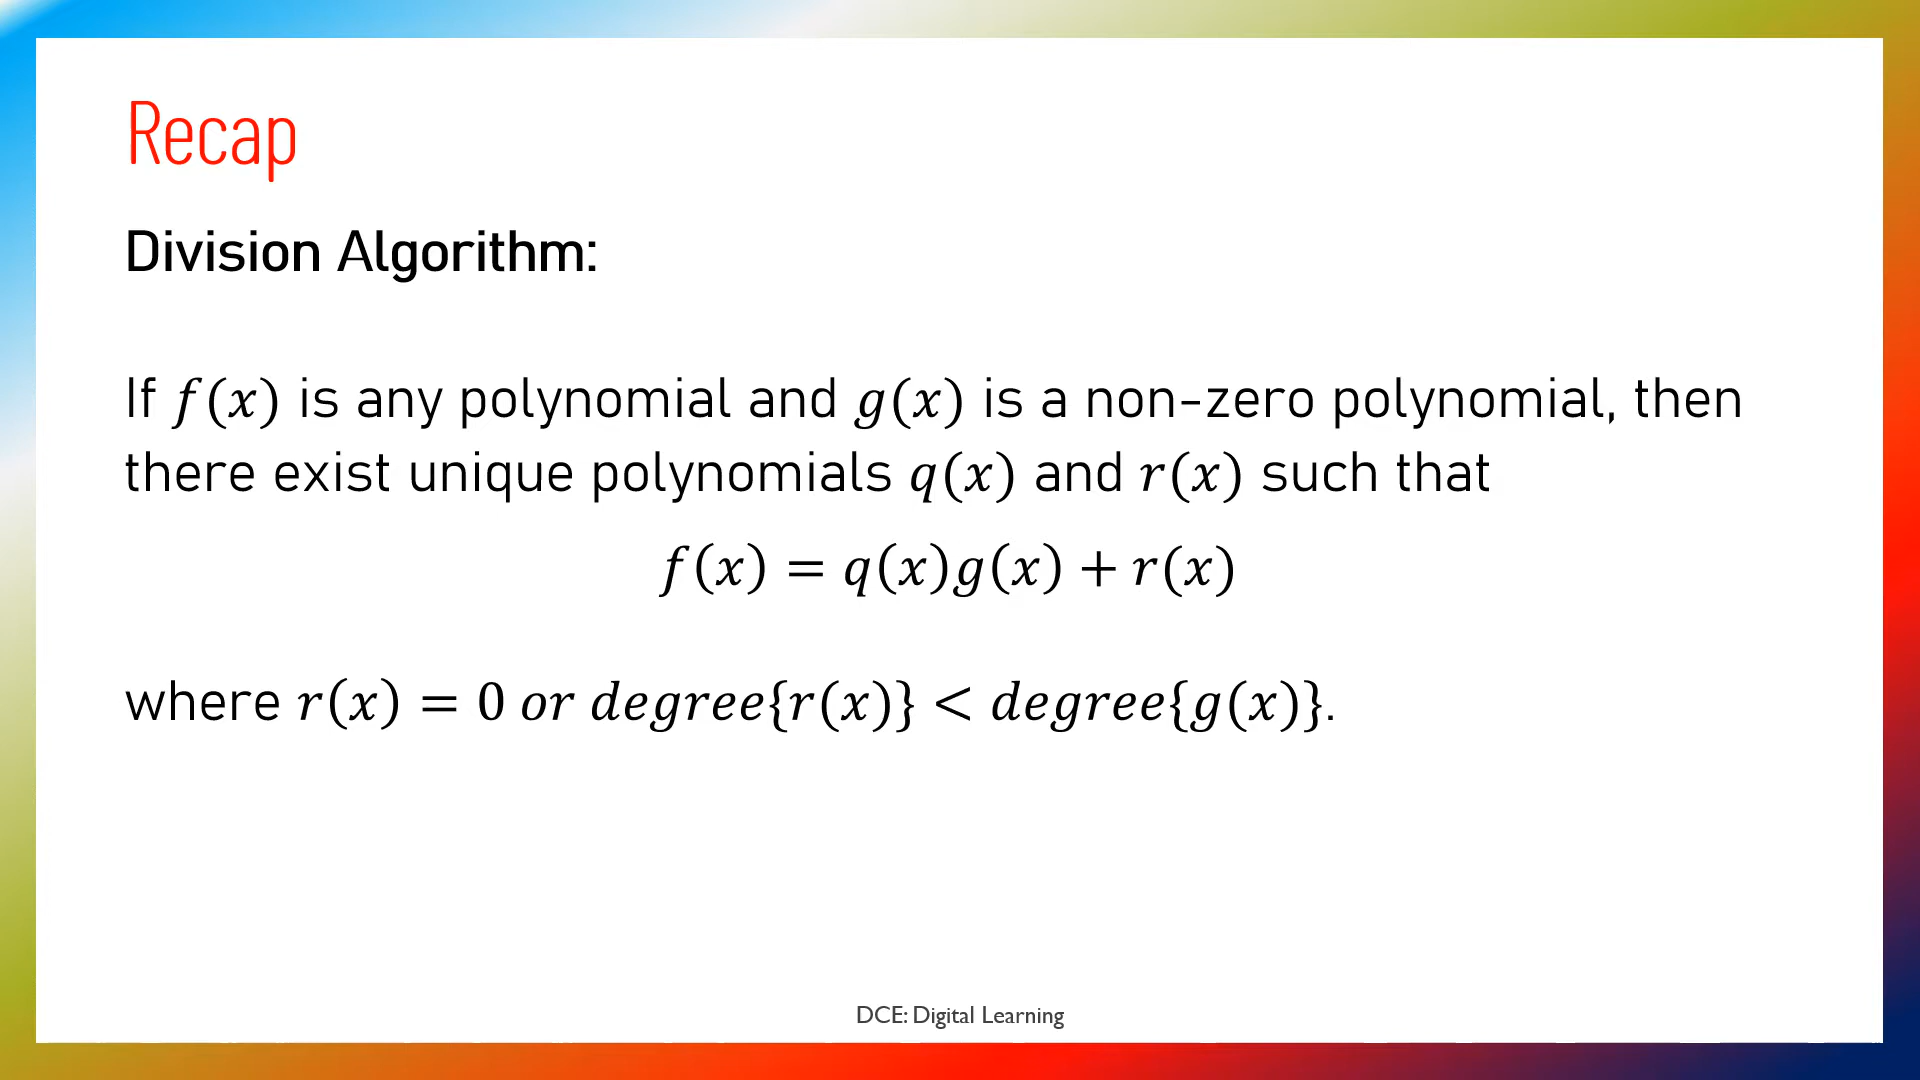 Recap
Division Algorithm:
If 𝑓(𝑥) is any polynomial and 𝑔(𝑥) is a non-zero polynomial, then
there exist unique polynomials 𝑞(𝑥) and 𝑟(𝑥) such that
𝑓(𝑥) = 𝑞(𝑥)𝑔(𝑥) + 𝑟(𝑥)
where 𝑟(𝑥) = 0 𝑜𝑟 𝑑𝑒𝑔𝑟𝑒𝑒{𝑟(𝑥)} < 𝑑𝑒𝑔𝑟𝑒𝑒{𝑔(𝑥)}.
DCE: Digital Learning